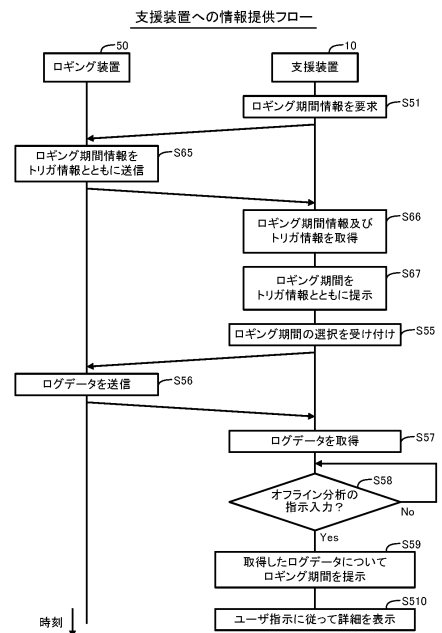 支援装置への情報提供フロー
50
10
ロギング装置
支援装置
S51
ロギング期間情報を要求
S65
ロギング期間情報を
トリガ情報とともに送信
S66
ロギング期間情報及び
トリガ情報を取得
S67
ロギング期間を
トリガ情報とともに提示
S55
ロギング期間の選択を受け付け
S56
ログデータを送信
S57
ログデータを取得
S58
オフライン分析の
指示入力？
No
Yes
S59
取得したログデータについて
ロギング期間を提示
S510
ユーザ指示に従って詳細を表示
時刻